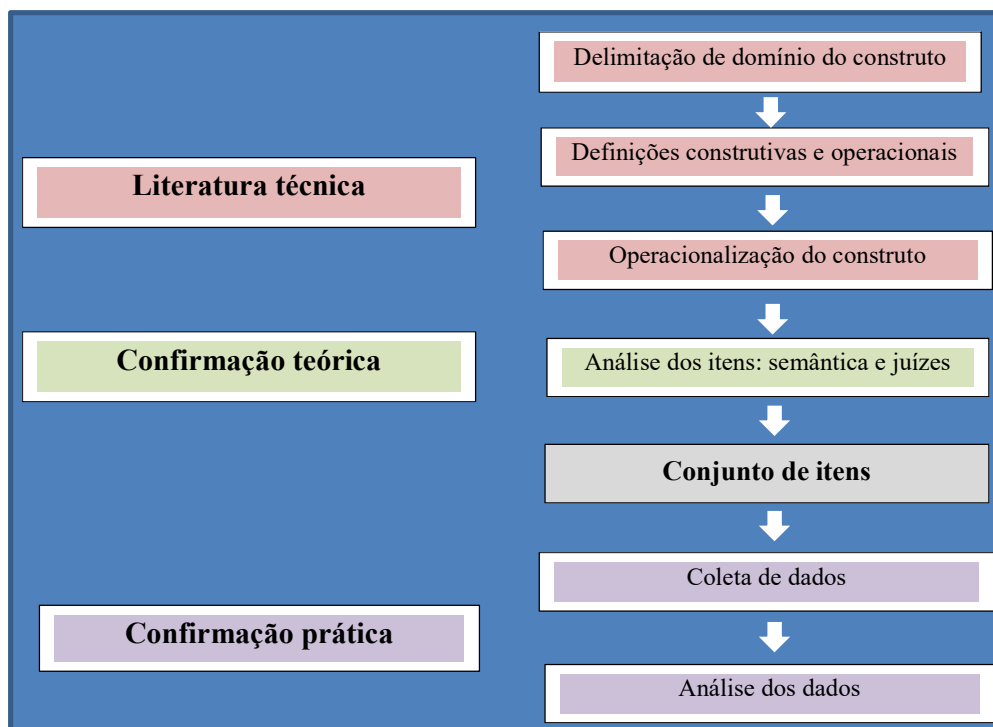 Delimitação de domínio do construto
Definições construtivas e operacionais
Literatura técnica
Operacionalização do construto
Confirmação teórica
Análise dos itens: semântica e juízes
Conjunto de itens
Coleta de dados
Confirmação prática
Análise dos dados